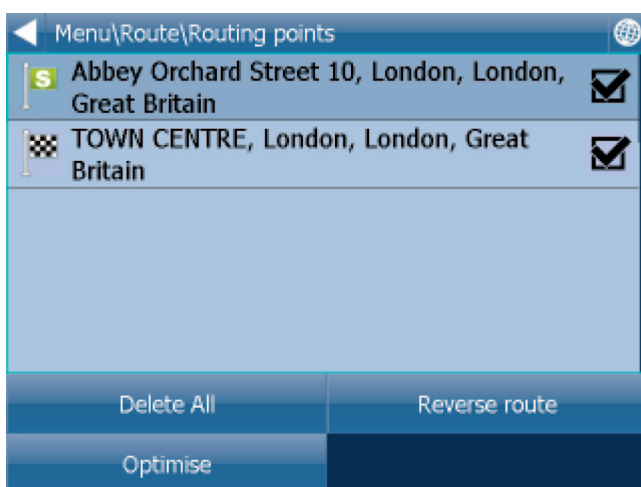 Menu\Route\Routing points
S
Abbey Orchard Street 10, London, London,
Great Britain
TOWN CENTRE, London, London, Great
Britain
Delete All
Reverse route
Optimise